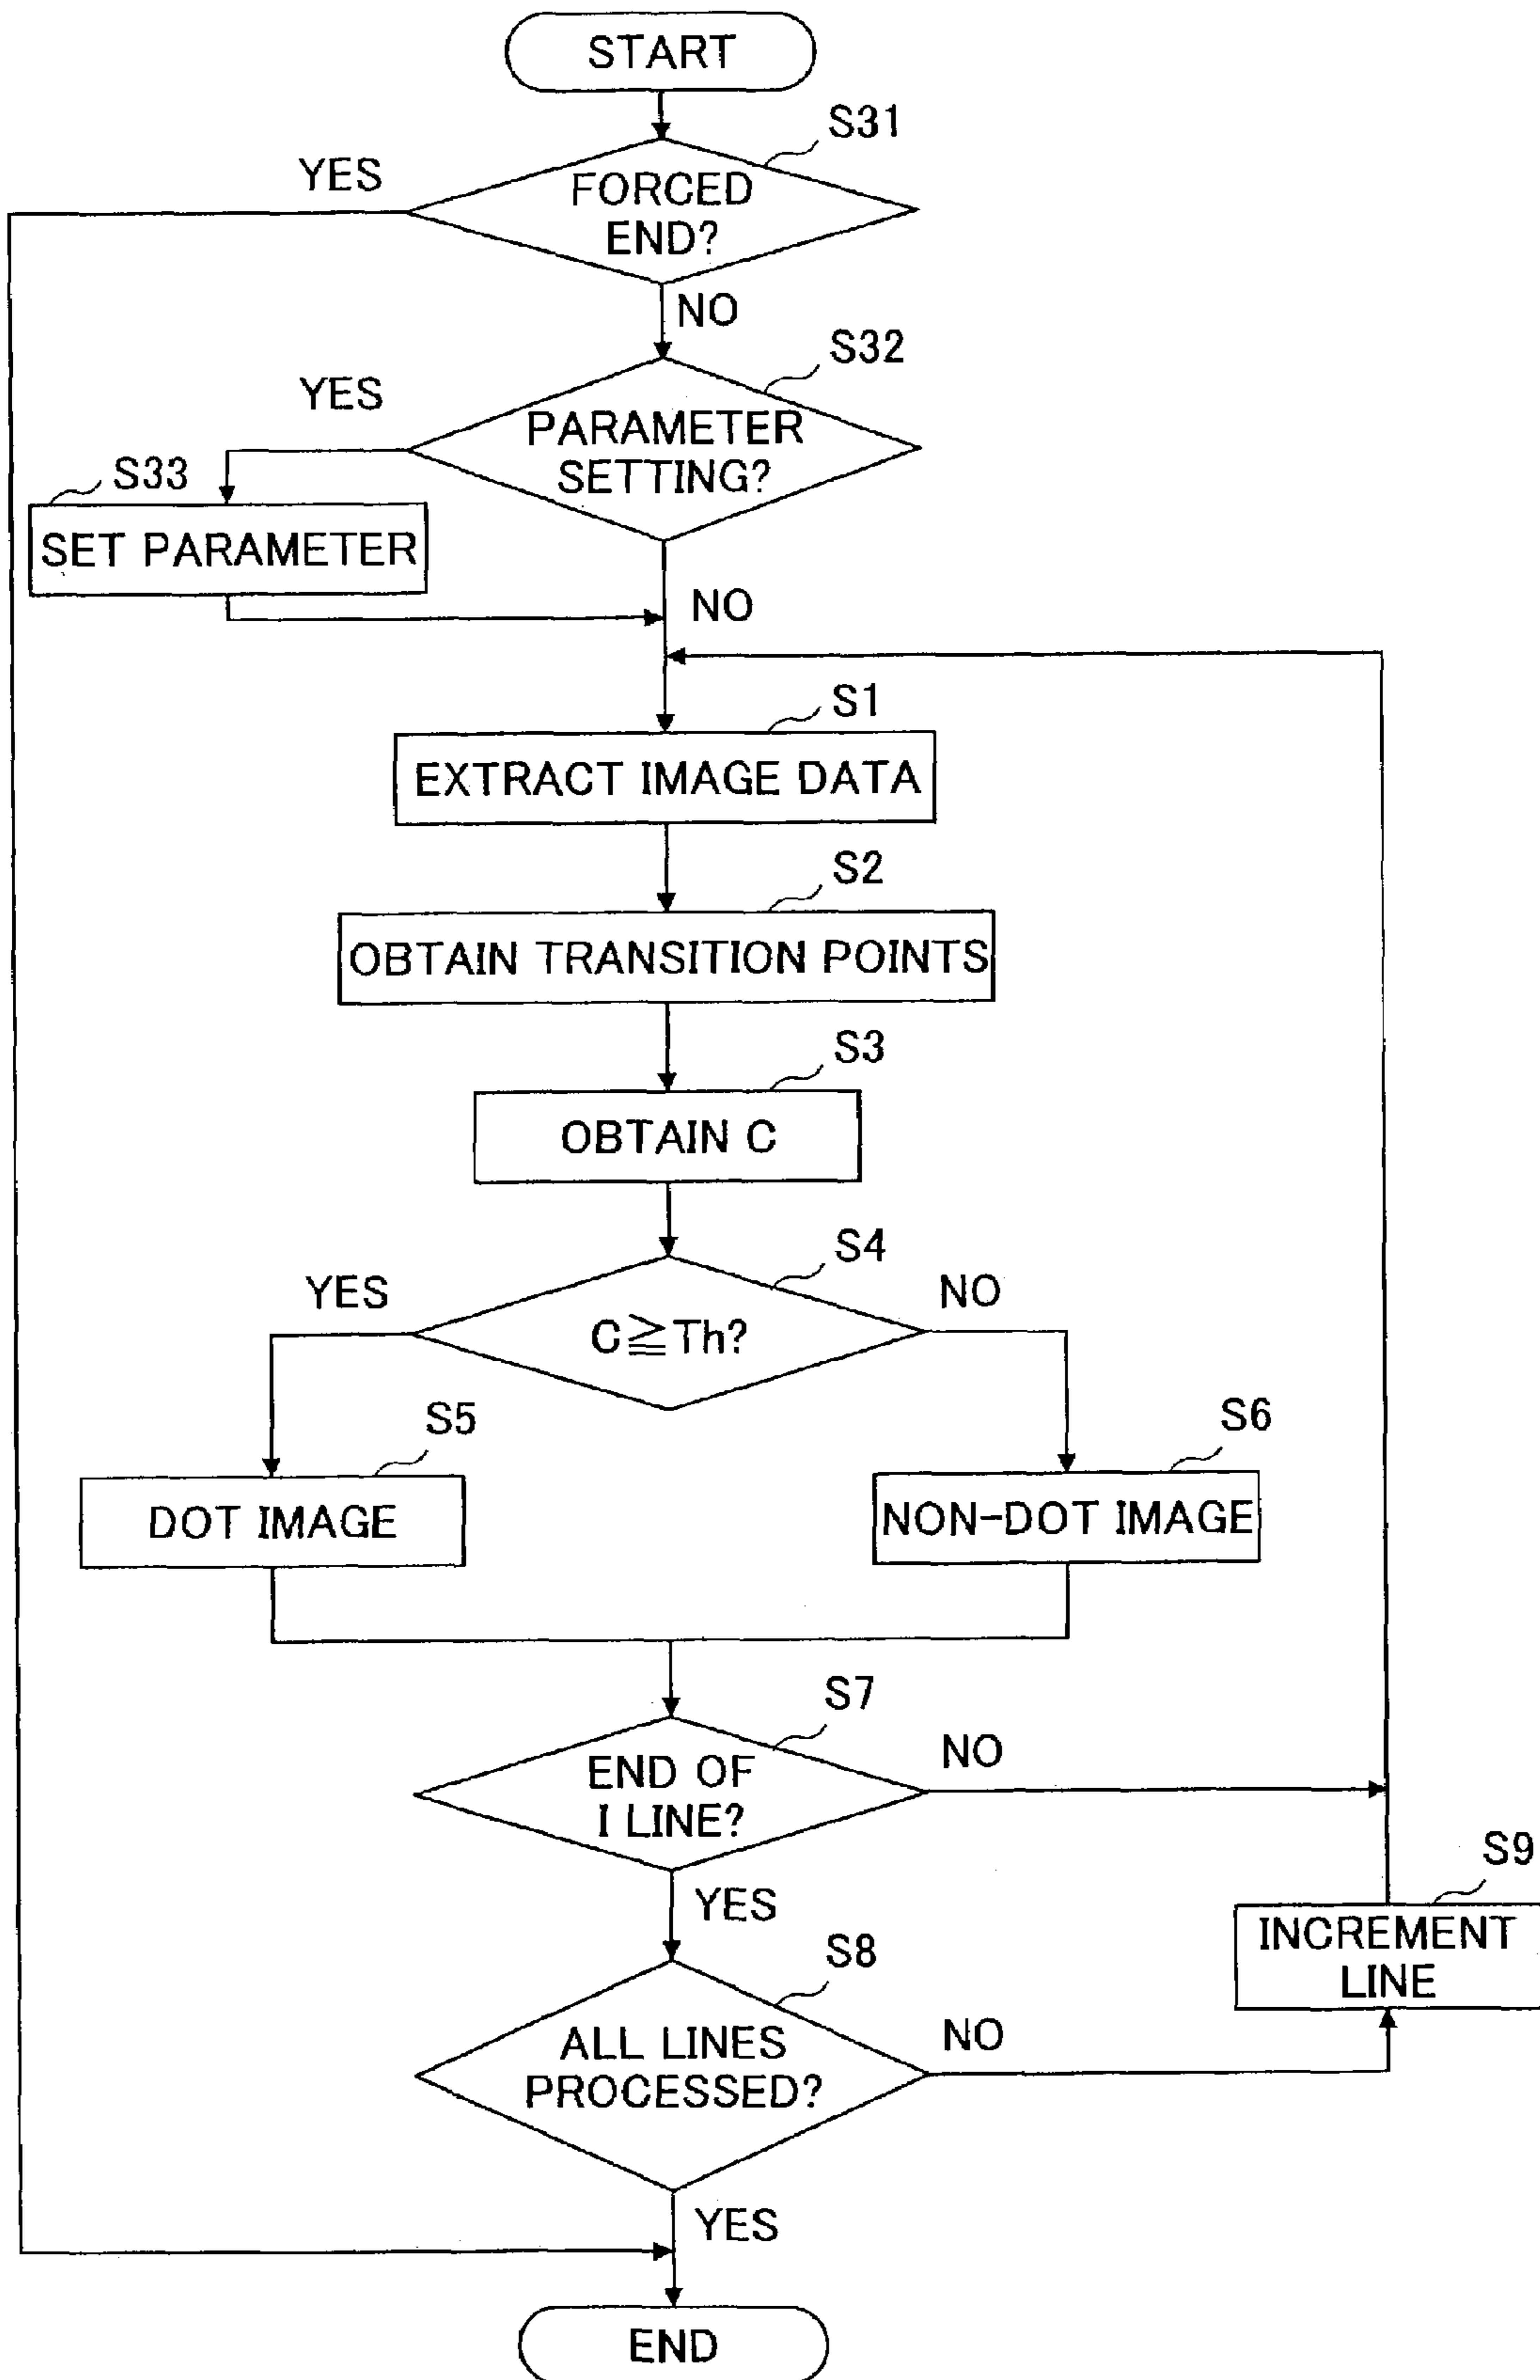 START
S31
YES
FORCED
END?
NO
S32
YES
PARAMETER
SETTING?
S33
SET PARAMETER
NO
S1
EXTRACT IMAGE DATA
S2
OBTAIN TRANSITION POINTS
S3
OBTAIN C
S4
YES
NO
C≧Th?
S5
S6
DOT IMAGE
NON-DOT IMAGE
S7
NO
END OF
I LINE?
S9
YES
INCREMENT
LINE
S8
NO
ALL LINES
PROCESSED?
YES
END